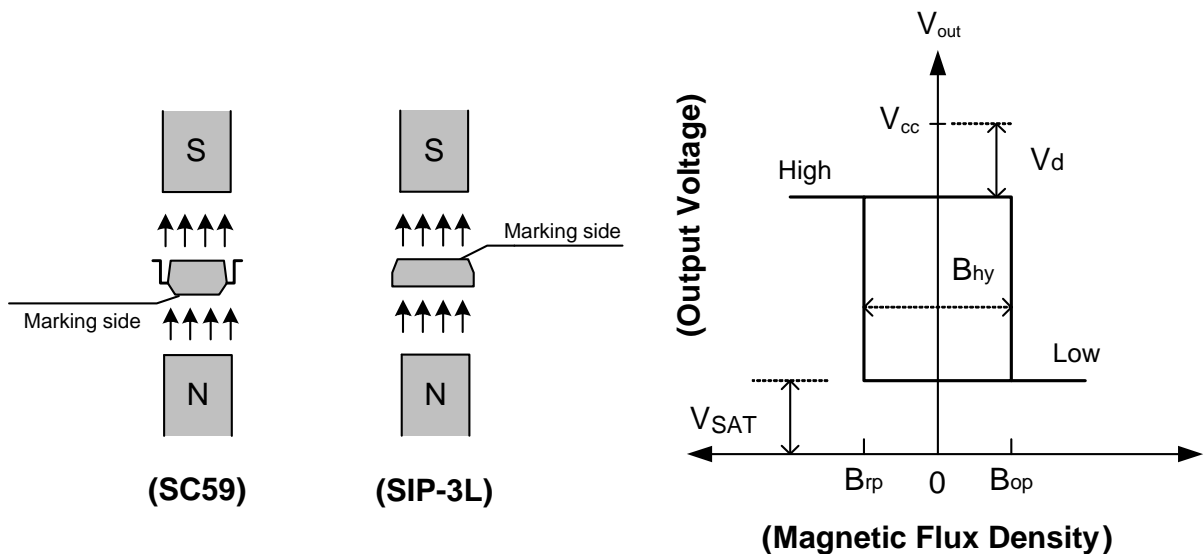 S
Marking side
N
(SC59)
S
Marking side
N
(SIP-3L)
(Output Voltage)
Vout
Vcc
Vd
High
Bhy
Low
VSAT
Brp
0
Bop
(Magnetic Flux Density)